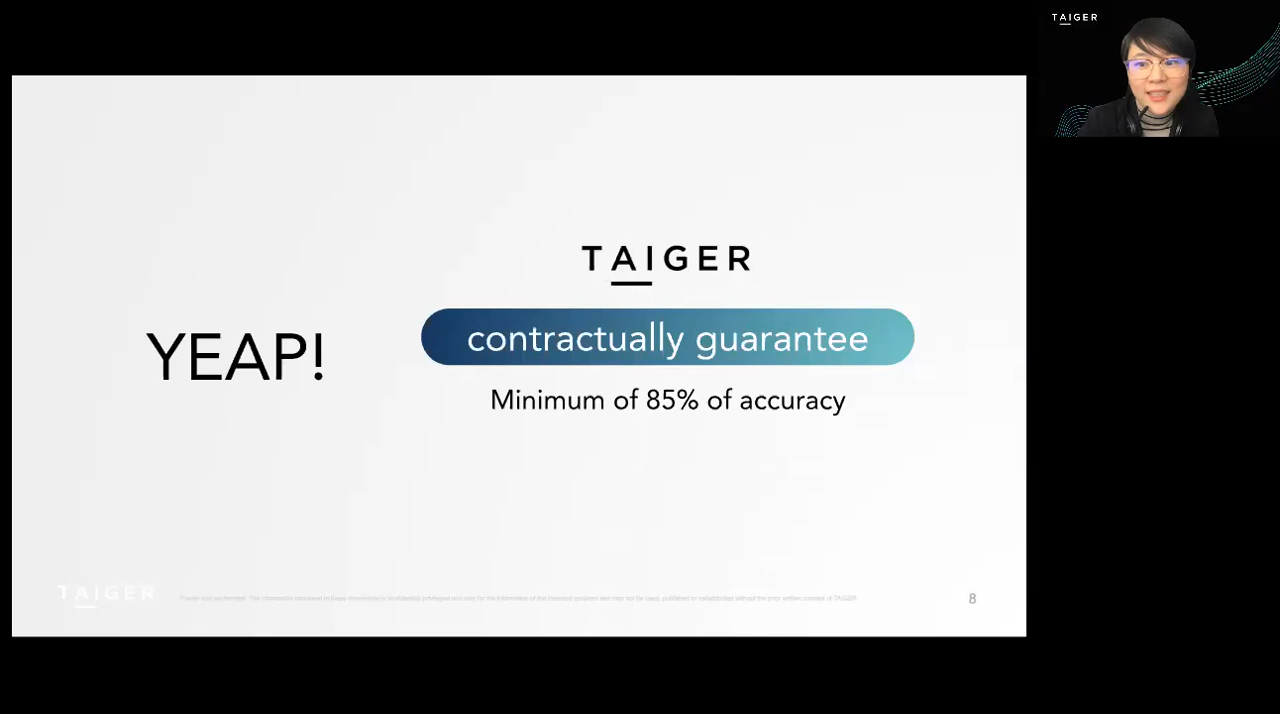 TAIGER
TAIGER
contractually guarantee
YEAP!
Minimum of 85% of accuracy
TAIGER
8